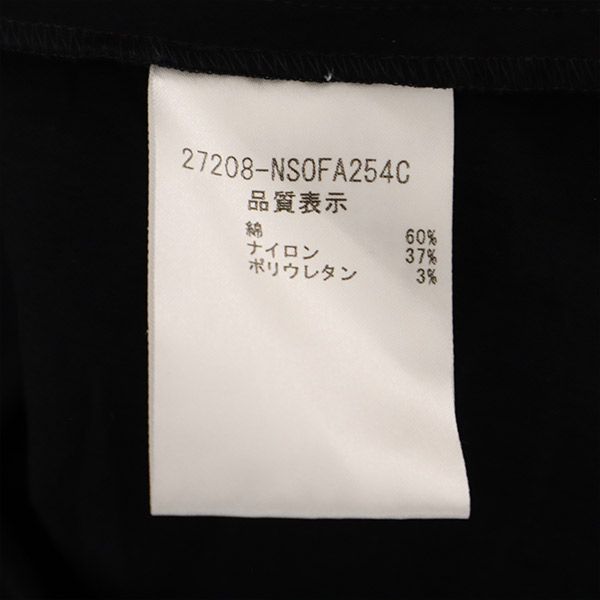 27208-NSOFA254C
品質表示
綿 60%
ナイロン 37%
ポリウレタン 3%